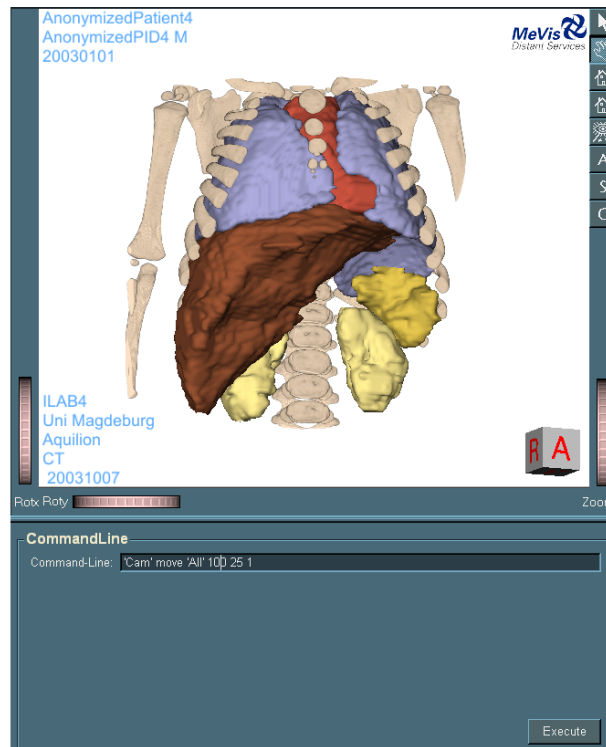 AnonymizedPatient4
AnonymizedPID4 M
20030101
MeVis
Distant Services
A
S
C
ILAB4
Uni Magdeburg
Aquilion
CT
20031007
R A
Rotx Roty
Zoom
CommandLine
Command-Line: 'Cam' move 'All' 100 25 1
Execute